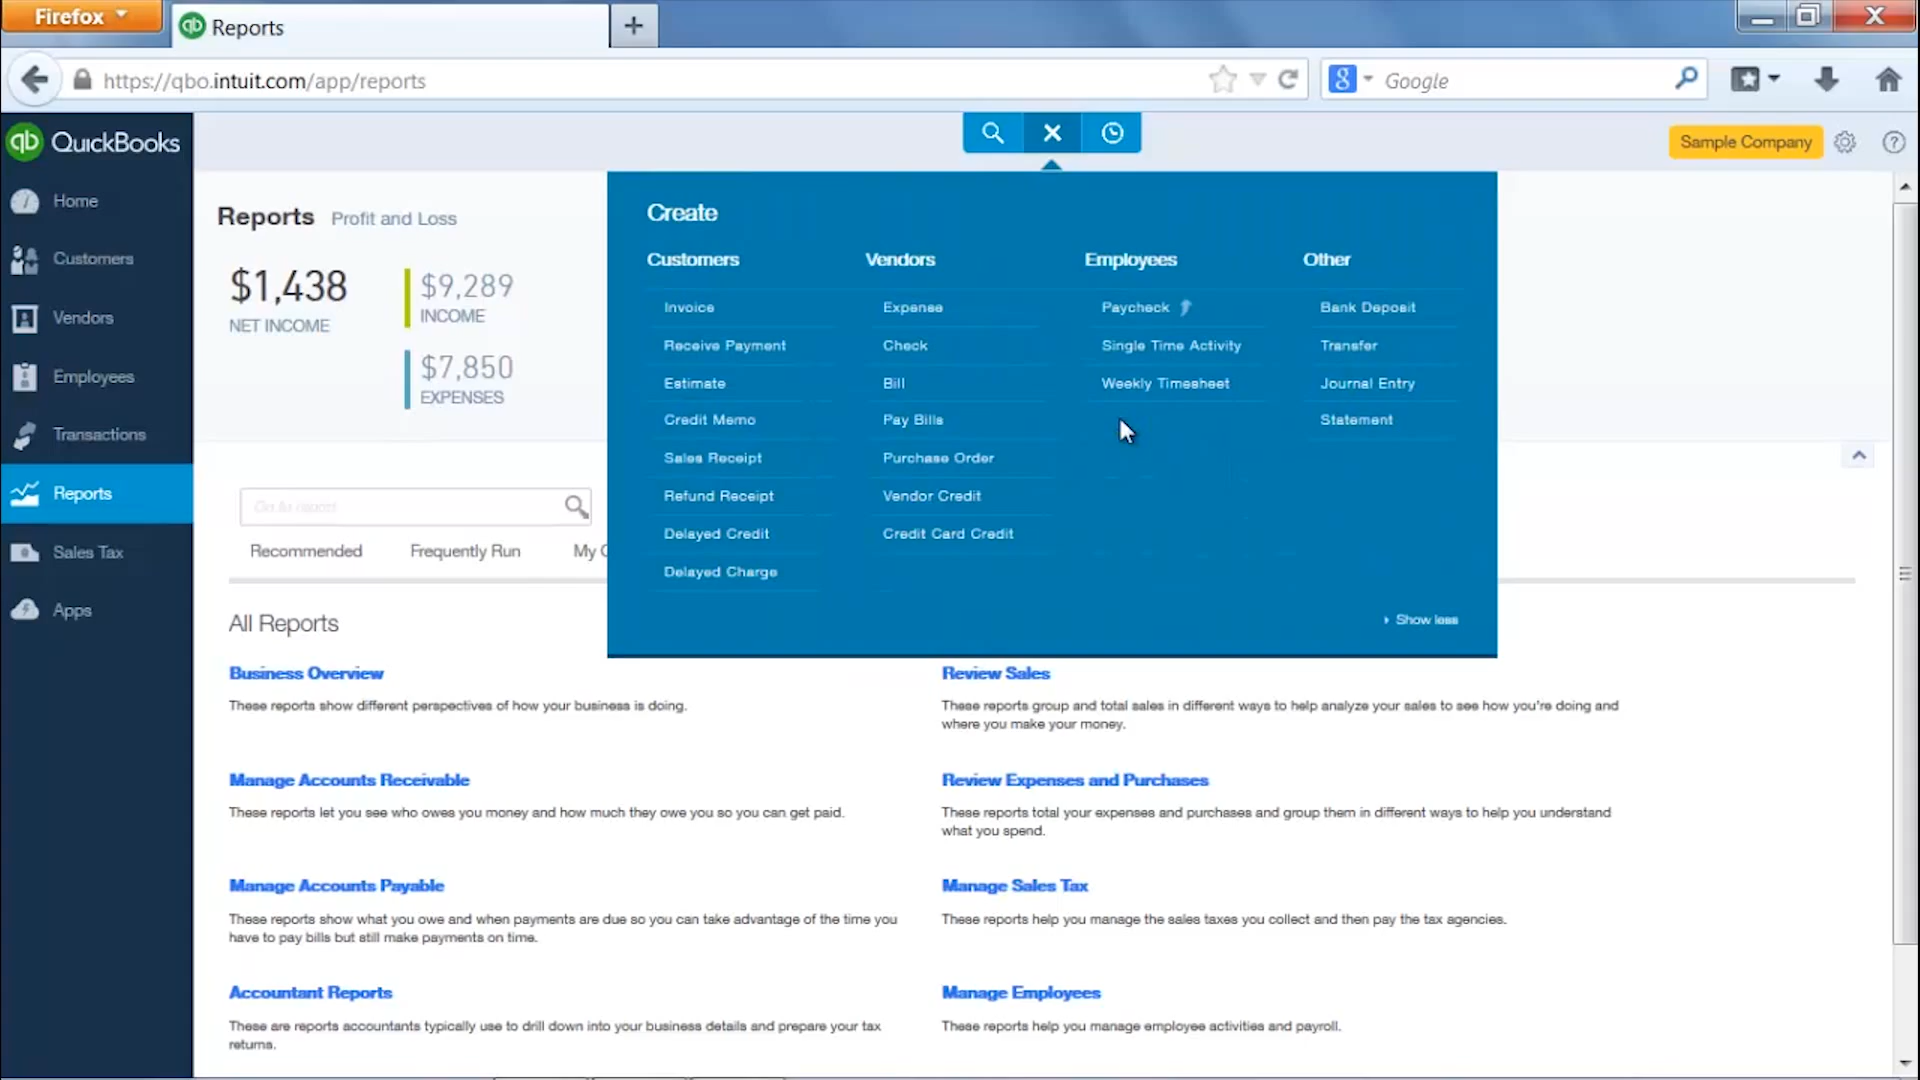 Firefox
Reports
https://qbo.intuit.com/app/reports
Google
QuickBooks
Sample Company
Home
Customers
Vendors
Employees
Transactions
Reports
Sales Tax
Apps
Reports Profit and Loss
$1,438
NET INCOME
$9,289
INCOME
$7,850
EXPENSES
Create
Customers
Invoice
Receive Payment
Estimate
Credit Memo
Sales Receipt
Refund Receipt
Delayed Credit
Delayed Charge
Vendors
Expense
Check
Bill
Pay Bills
Purchase Order
Vendor Credit
Credit Card Credit
Employees
Paycheck
Single Time Activity
Weekly Timesheet
Other
Bank Deposit
Transfer
Journal Entry
Statement
Show less
Go to report
Recommended Frequently Run My
All Reports
Business Overview
These reports show different perspectives of how your business is doing.
Manage Accounts Receivable
These reports let you see who owes you money and how much they owe you so you can get paid.
Manage Accounts Payable
These reports show what you owe and when payments are due so you can take advantage of the time you
have to pay bills but still make payments on time.
Accountant Reports
These are reports accountants typically use to drill down into your business details and prepare your tax
returns.
Review Sales
These reports group and total sales in different ways to help analyze your sales to see how you're doing and
where you make your money.
Review Expenses and Purchases
These reports total your expenses and purchases and group them in different ways to help you understand
what you spend.
Manage Sales Tax
These reports help you manage the sales taxes you collect and then pay the tax agencies.
Manage Employees
These reports help you manage employee activities and payroll.